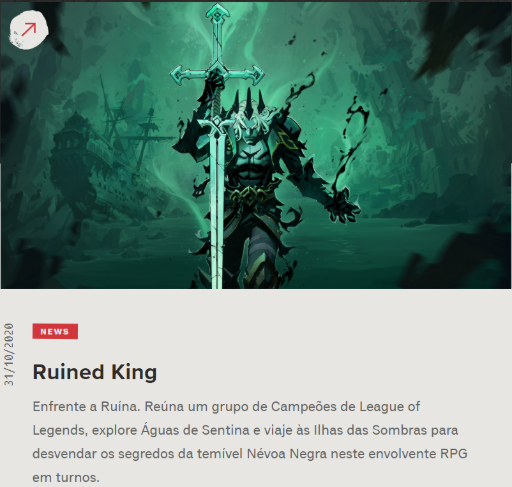 NEWS
31/10/2020
Ruined King
Enfrente a Ruína. Reúna um grupo de Campeões de League of
Legends, explore Águas de Sentina e viaje às Ilhas das Sombras para
desvendar os segredos da temível Névoa Negra neste envolvente RPG
em turnos.